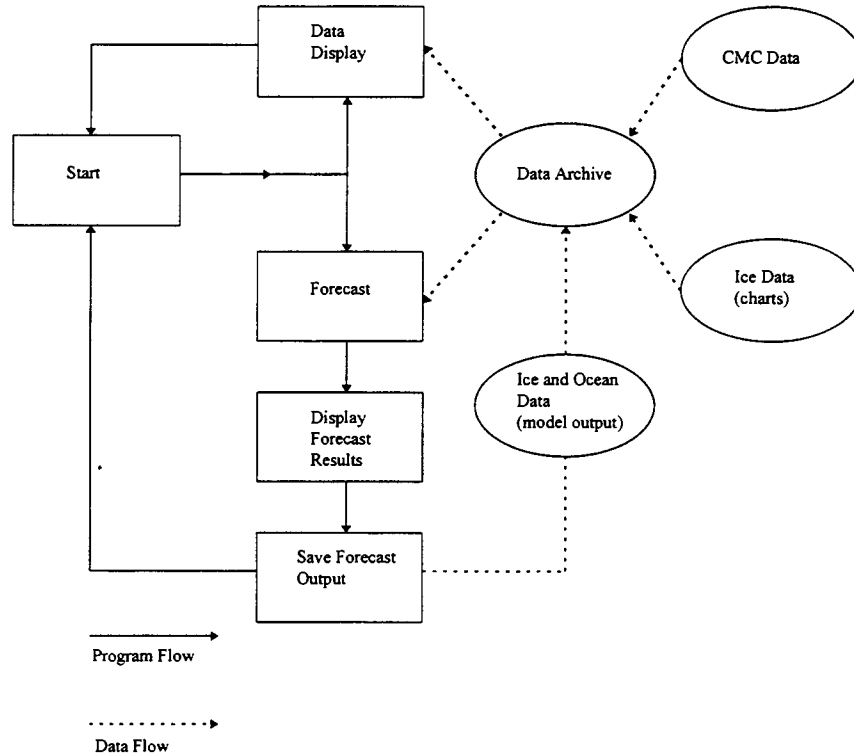 Data
Display
CMC Data
Start
Data Archive
Forecast
Ice Data
(charts)
Ice and Ocean
Data
(model output)
Display
Forecast
Results
Save Forecast
Output
Program Flow
Data Flow